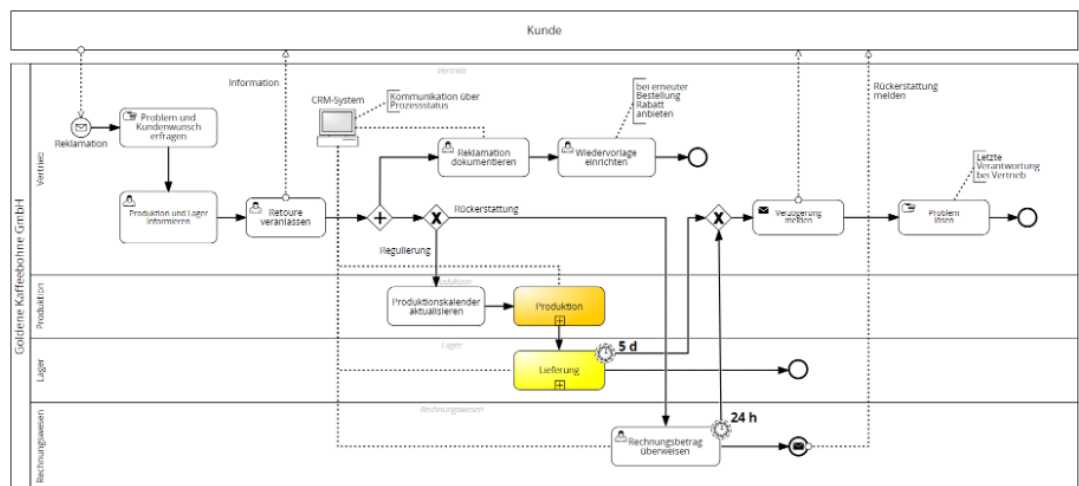 Kunde
Goldene Kaffeebohne GmbH
Vertrieb
Vertrieb
Reklamation
Problem und
Kundenwunsch
erfragen
Produktion und Lager
informieren
Information
Retoure
veranlassen
CRM-System
Kommunikation über
Prozessstatus
Reklamation
dokumentieren
Wiedervorlage
einrichten
bei erneuter
Bestellung
Rabatt
anbieten
Rückerstattung
Regulierung
Verzögerung
melden
Rückerstattung
melden
Problem
lösen
Letzte
Verantwortung
bei Vertrieb
Produktion
Produktion
Produktionskalender
aktualisieren
Produktion
Lager
Lager
Lieferung
5 d
Rechnungswesen
Rechnungswesen
Rechnungsbetrag
überweisen
24 h